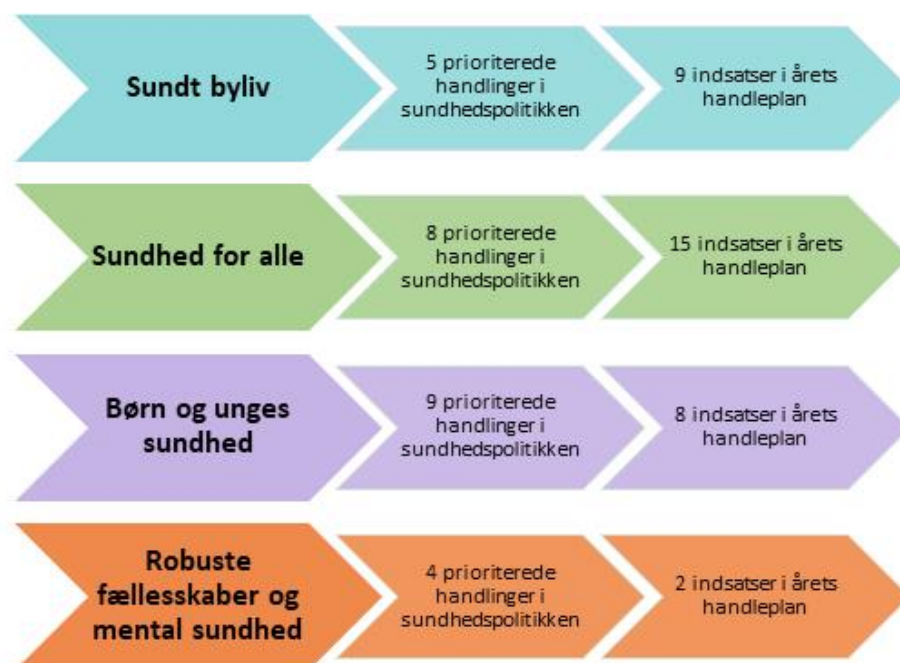 Sundt byliv
5 prioriterede
handlinger i
sundhedspolitikken
9 indsatser i årets
handleplan
Sundhed for alle
8 prioriterede
handlinger i
sundhedspolitikken
15 indsatser i årets
handleplan
Børn og unges
sundhed
9 prioriterede
handlinger i
sundhedspolitikken
8 indsatser i årets
handleplan
Robuste
fællesskaber og
mental sundhed
4 prioriterede
handlinger i
sundhedspolitikken
2 indsatser i årets
handleplan